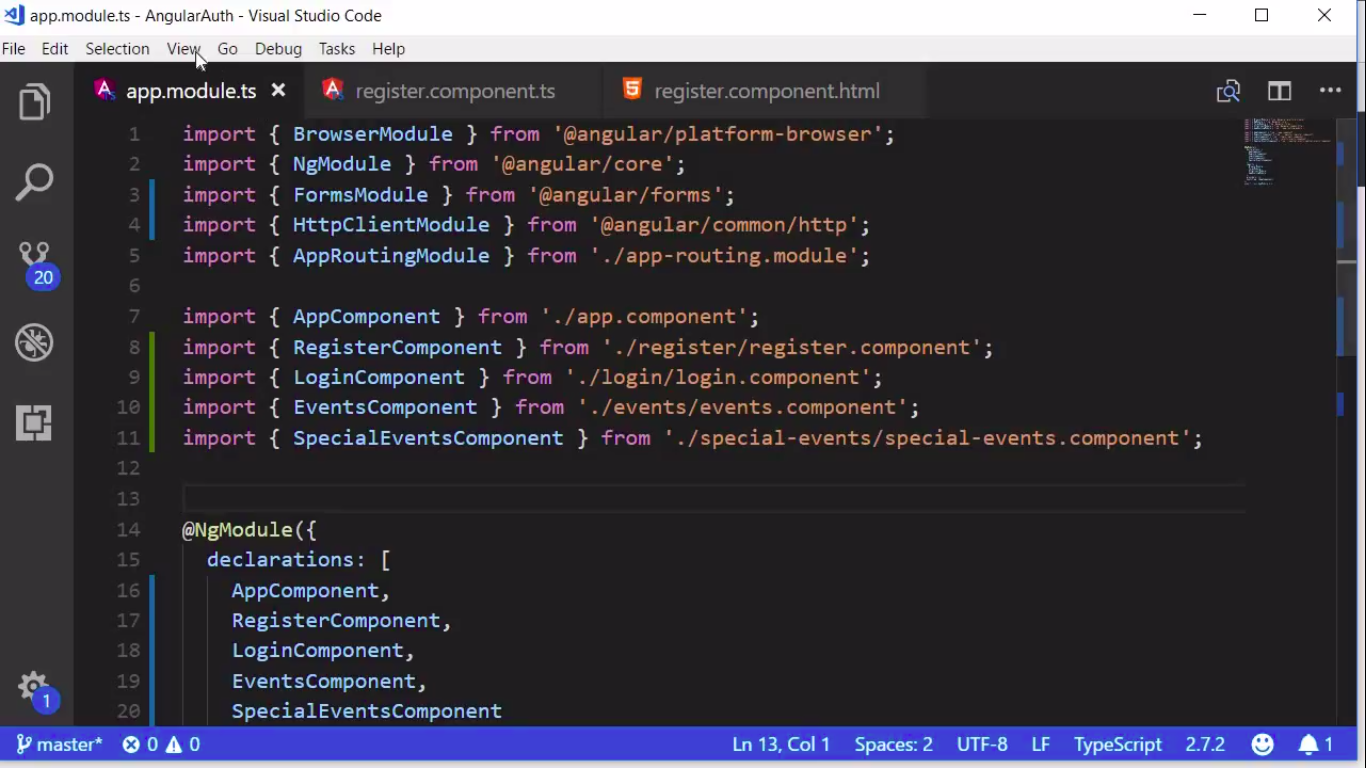 app.module.ts - AngularAuth - Visual Studio Code
File Edit Selection View Go Debug Tasks Help
app.module.ts register.component.ts register.component.html
1 import { BrowserModule } from '@angular/platform-browser';
2 import { NgModule } from '@angular/core';
3 import { FormsModule } from '@angular/forms';
4 import { HttpClientModule } from '@angular/common/http';
5 import { AppRoutingModule } from './app-routing.module';
6
7 import { AppComponent } from './app.component';
8 import { RegisterComponent } from './register/register.component';
9 import { LoginComponent } from './login/login.component';
10 import { EventsComponent } from './events/events.component';
11 import { SpecialEventsComponent } from './special-events/special-events.component';
12
13
14 @NgModule({
15 declarations: [
16 AppComponent,
17 RegisterComponent,
18 LoginComponent,
19 EventsComponent,
20 SpecialEventsComponent
20
1
master* 0 0 Ln 13, Col 1 Spaces: 2 UTF-8 LF TypeScript 2.7.2 1